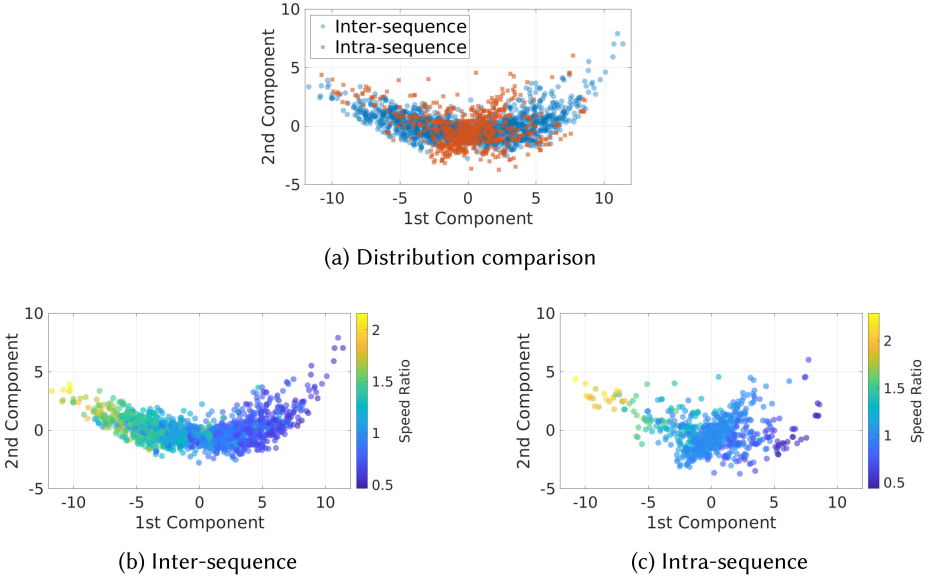 10
5
0
-5
2nd Component
Inter-sequence
Intra-sequence
-10 -5 0 5 10
1st Component
(a) Distribution comparison
10
5
0
-5
2nd Component
-10 -5 0 5 10
1st Component
2
1.5
1
0.5
Speed Ratio
(b) Inter-sequence
10
5
0
-5
2nd Component
-10 -5 0 5 10
1st Component
2
1.5
1
0.5
Speed Ratio
(c) Intra-sequence